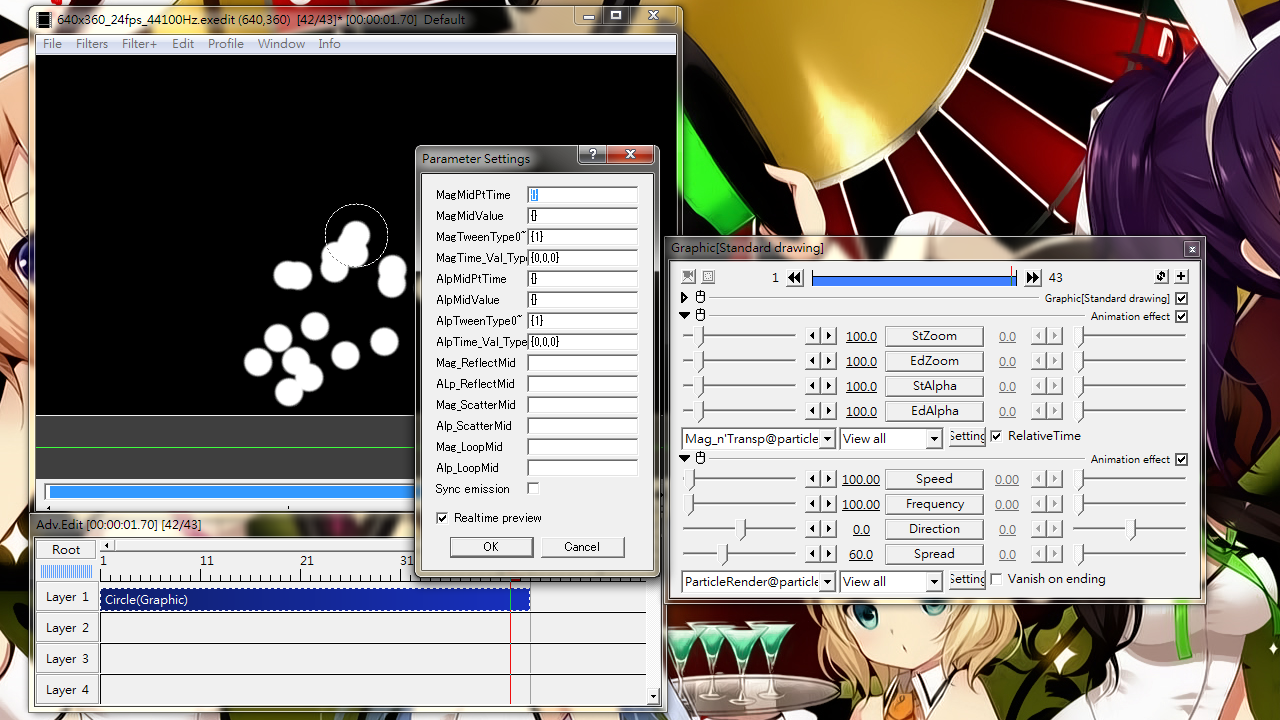 640x360_24fps_44100Hz.exedit (640,360) [42/43]* [00:00:01.70] Default
File Filters Filter+ Edit Profile Window Info
Parameter Settings
?
MagMidPtTime {}
MagMidValue {}
MagTweenType0~ {1}
MagTime_Val_Type {0,0,0}
AlpMidPtTime {}
AlpMidValue {}
AlpTweenType0~ {1}
AlpTime_Val_Type {0,0,0}
Mag_ReflectMid
ALp_ReflectMid
Mag_ScatterMid
Alp_ScatterMid
Mag_LoopMid
Alp_LoopMid
Sync emission
Realtime preview
OK Cancel
Graphic[Standard drawing]
1 43
Graphic[Standard drawing]
Animation effect
100.0 StZoom 0.0
100.0 EdZoom 0.0
100.0 StAlpha 0.0
100.0 EdAlpha 0.0
Mag_n'Transp@particle View all Setting RelativeTime
Animation effect
100.00 Speed 0.00
100.00 Frequency 0.00
0.0 Direction 0.0
60.0 Spread 0.0
ParticleRender@particle View all Setting Vanish on ending
Adv.Edit [00:00:01.70] [42/43]
Root
1 11 21 31
Layer 1 Circle(Graphic)
Layer 2
Layer 3
Layer 4